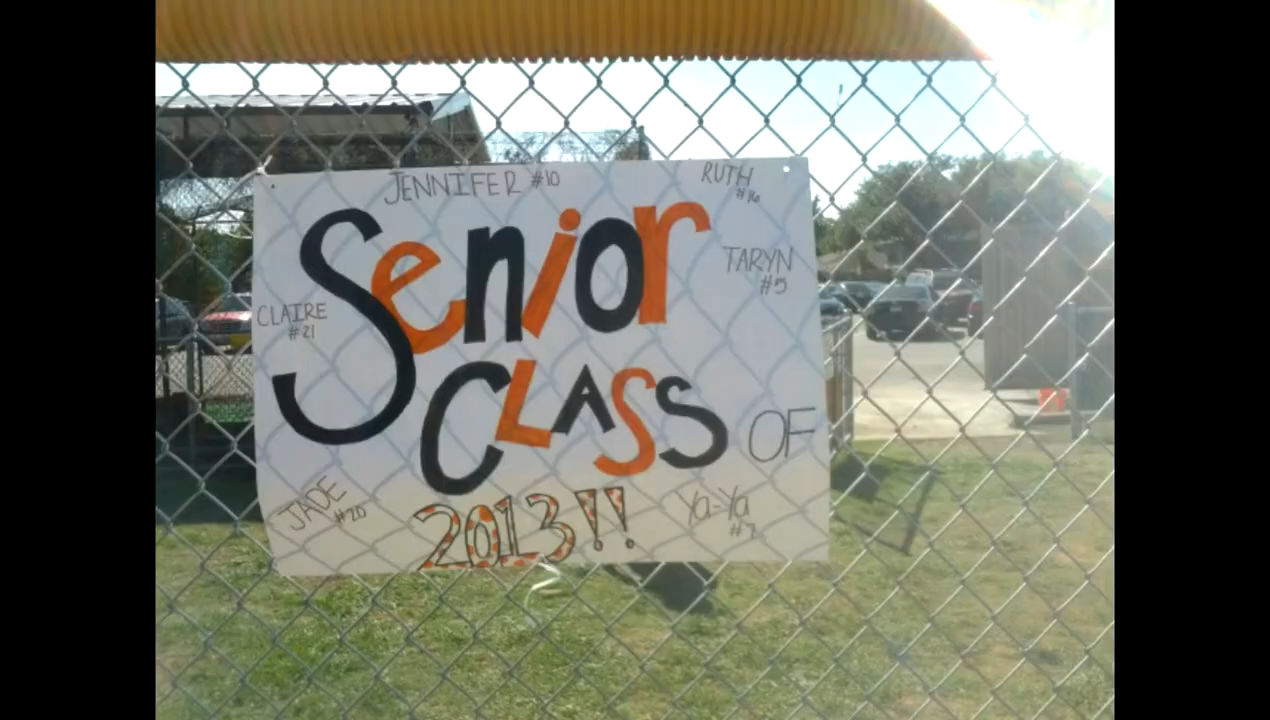 JENNIFER #10
RUTH
#16
SENIOR
TARYN
#5
CLAIRE
#21
CLASS OF
JADE
#20
2013!!
Ya-Ya
#7